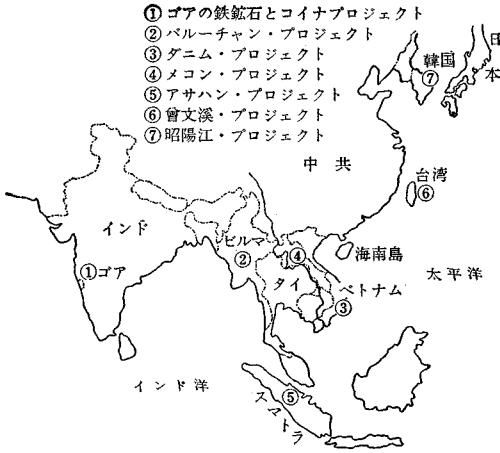 ①ゴアの鉄鉱石とコイナプロジェクト
②バルーチャン・プロジェクト
③ダニム・プロジェクト
④メコン・プロジェクト
⑤アサハン・プロジェクト
⑥曾文溪・プロジェクト
⑦昭陽江・プロジェクト
日本
韓国
⑦
中共
台湾
⑥
インド
ビルマ
②
④
海南島
①ゴア
タイ
ベトナム
③
太平洋
インド洋
⑤
スマトラ